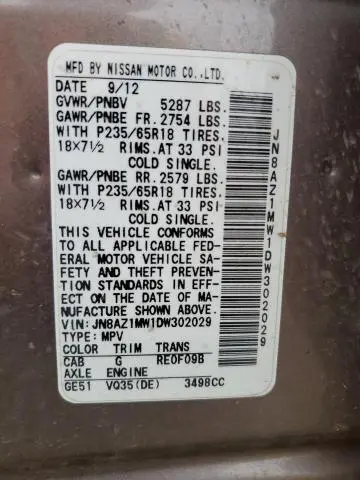 MFD BY NISSAN MOTOR CO.,LTD.
DATE 9/12
GVWR/PNBV 5287 LBS.
GAWR/PNBE FR. 2754 LBS.
WITH P235/65R18 TIRES.
18×7½ RIMS.AT 33 PSI
COLD SINGLE.
GAWR/PNBE RR. 2579 LBS.
WITH P235/65R18 TIRES.
18×7½ RIMS.AT 33 PSI
COLD SINGLE.
THIS VEHICLE CONFORMS
TO ALL APPLICABLE FED-
ERAL MOTOR VEHICLE SA-
FETY AND THEFT PREVEN-
TION STANDARDS IN EFF-
ECT ON THE DATE OF MA-
NUFACTURE SHOWN ABOVE.
VIN: JN8AZ1MW1DW302029
TYPE: MPV
COLOR TRIM TRANS
CAB G RE0F09B
AXLE ENGINE
GE51 VQ35(DE) 3498CC
JN8AZ1MW1DW302029